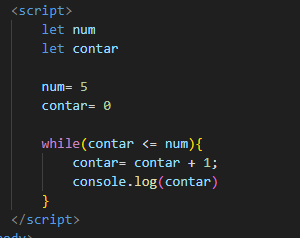 <script>
let num
let contar
num= 5
contar= 0
while(contar <= num){
contar= contar + 1;
console.log(contar)
}
</script>